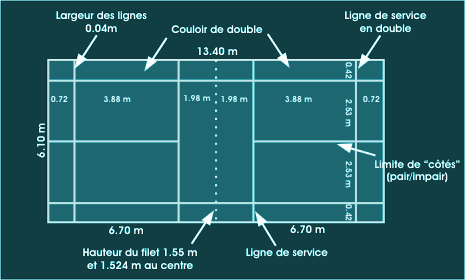 Largeur des lignes
0.04m
Couloir de double
Ligne de service
en double
13.40 m
0.42
0.72
3.88 m
1.98 m
1.98 m
3.88 m
2.53 m
0.72
6.10 m
2.53 m
Limite de “côtés”
(pair/impair)
0.42
6.70 m
6.70 m
Hauteur du filet 1.55 m
et 1.524 m au centre
Ligne de service